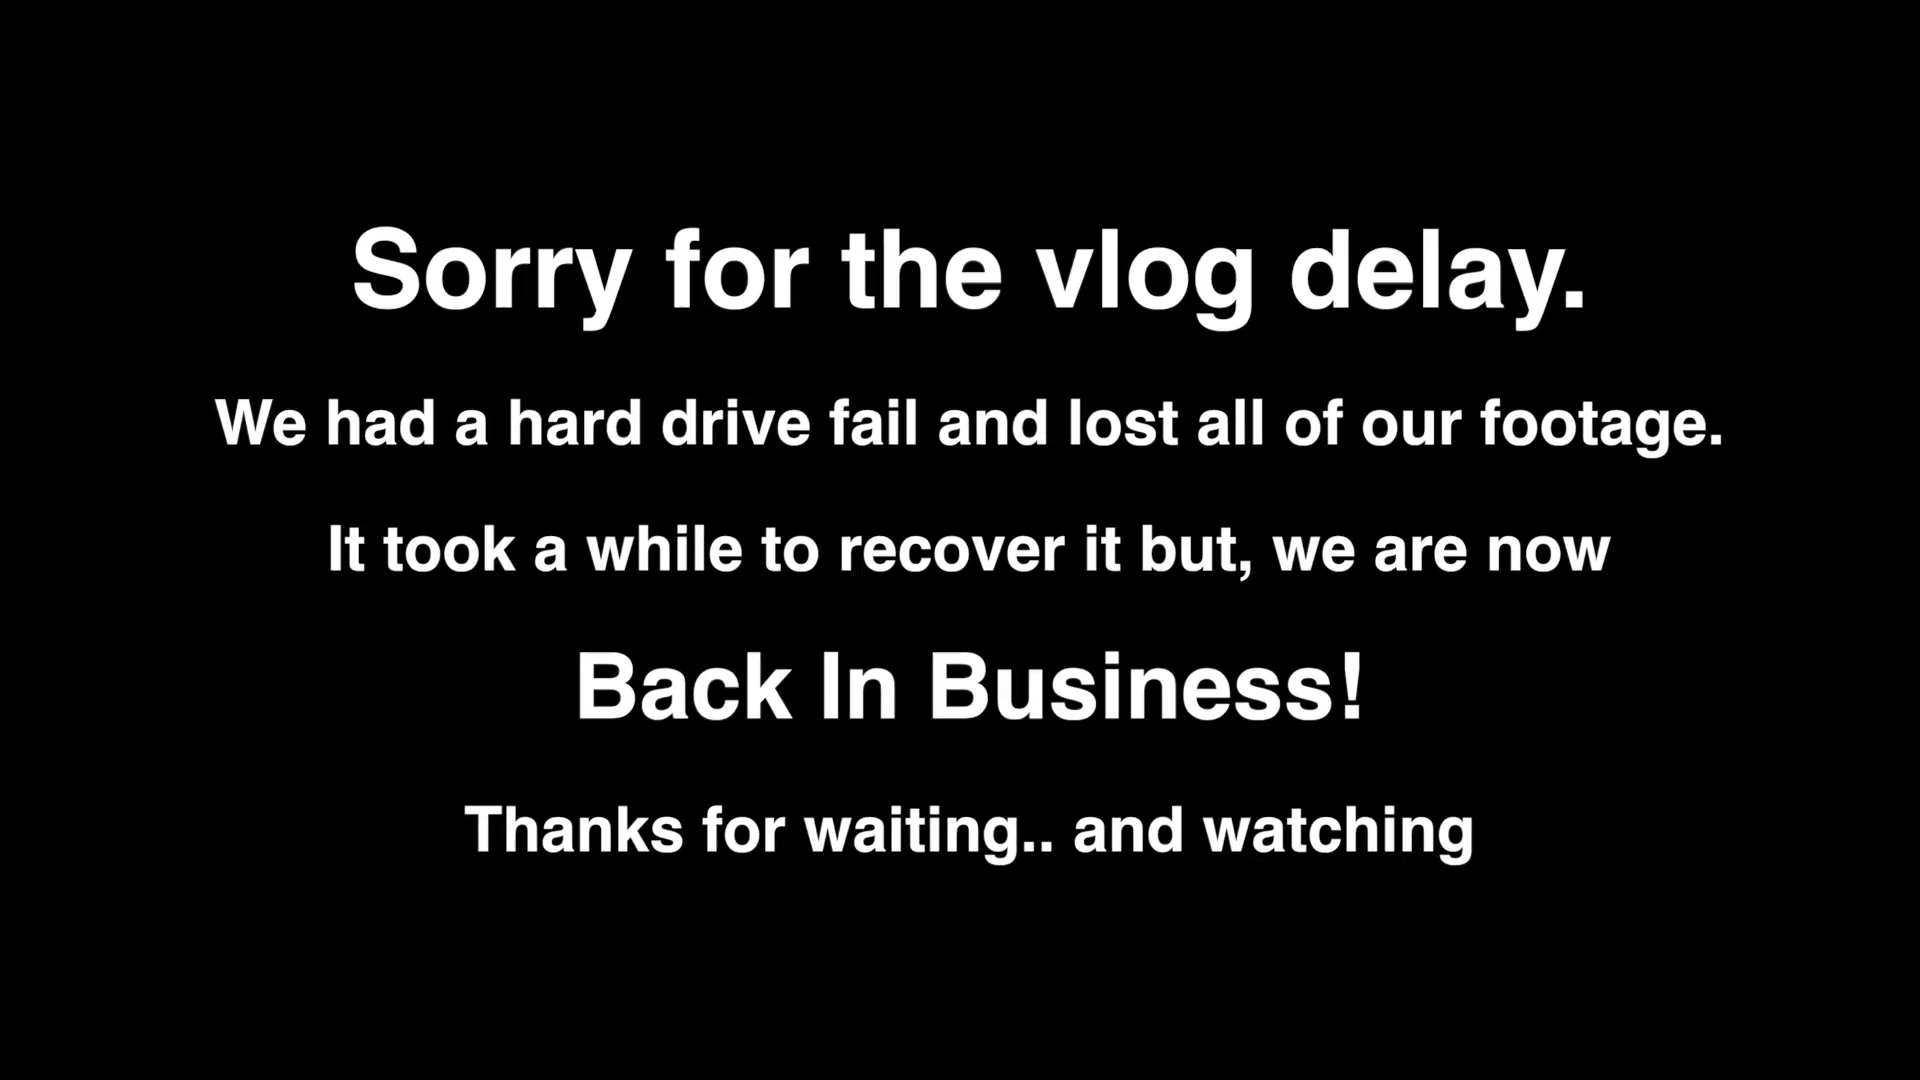 Sorry for the vlog delay.
We had a hard drive fail and lost all of our footage.
It took a while to recover it but, we are now
Back In Business!
Thanks for waiting.. and watching